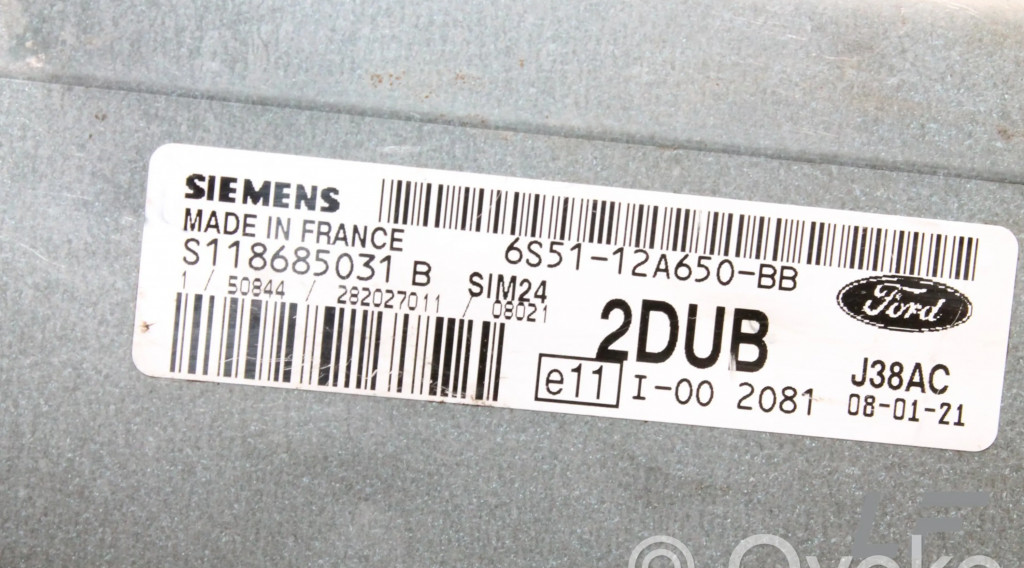 SIEMENS
MADE IN FRANCE
S118685031 B
6S51-12A650-BB
1 / 50844 / 282027011 / 08021
SIM24
2DUB
Ford
e11 I-00 2081
J38AC
08-01-21
LF
©